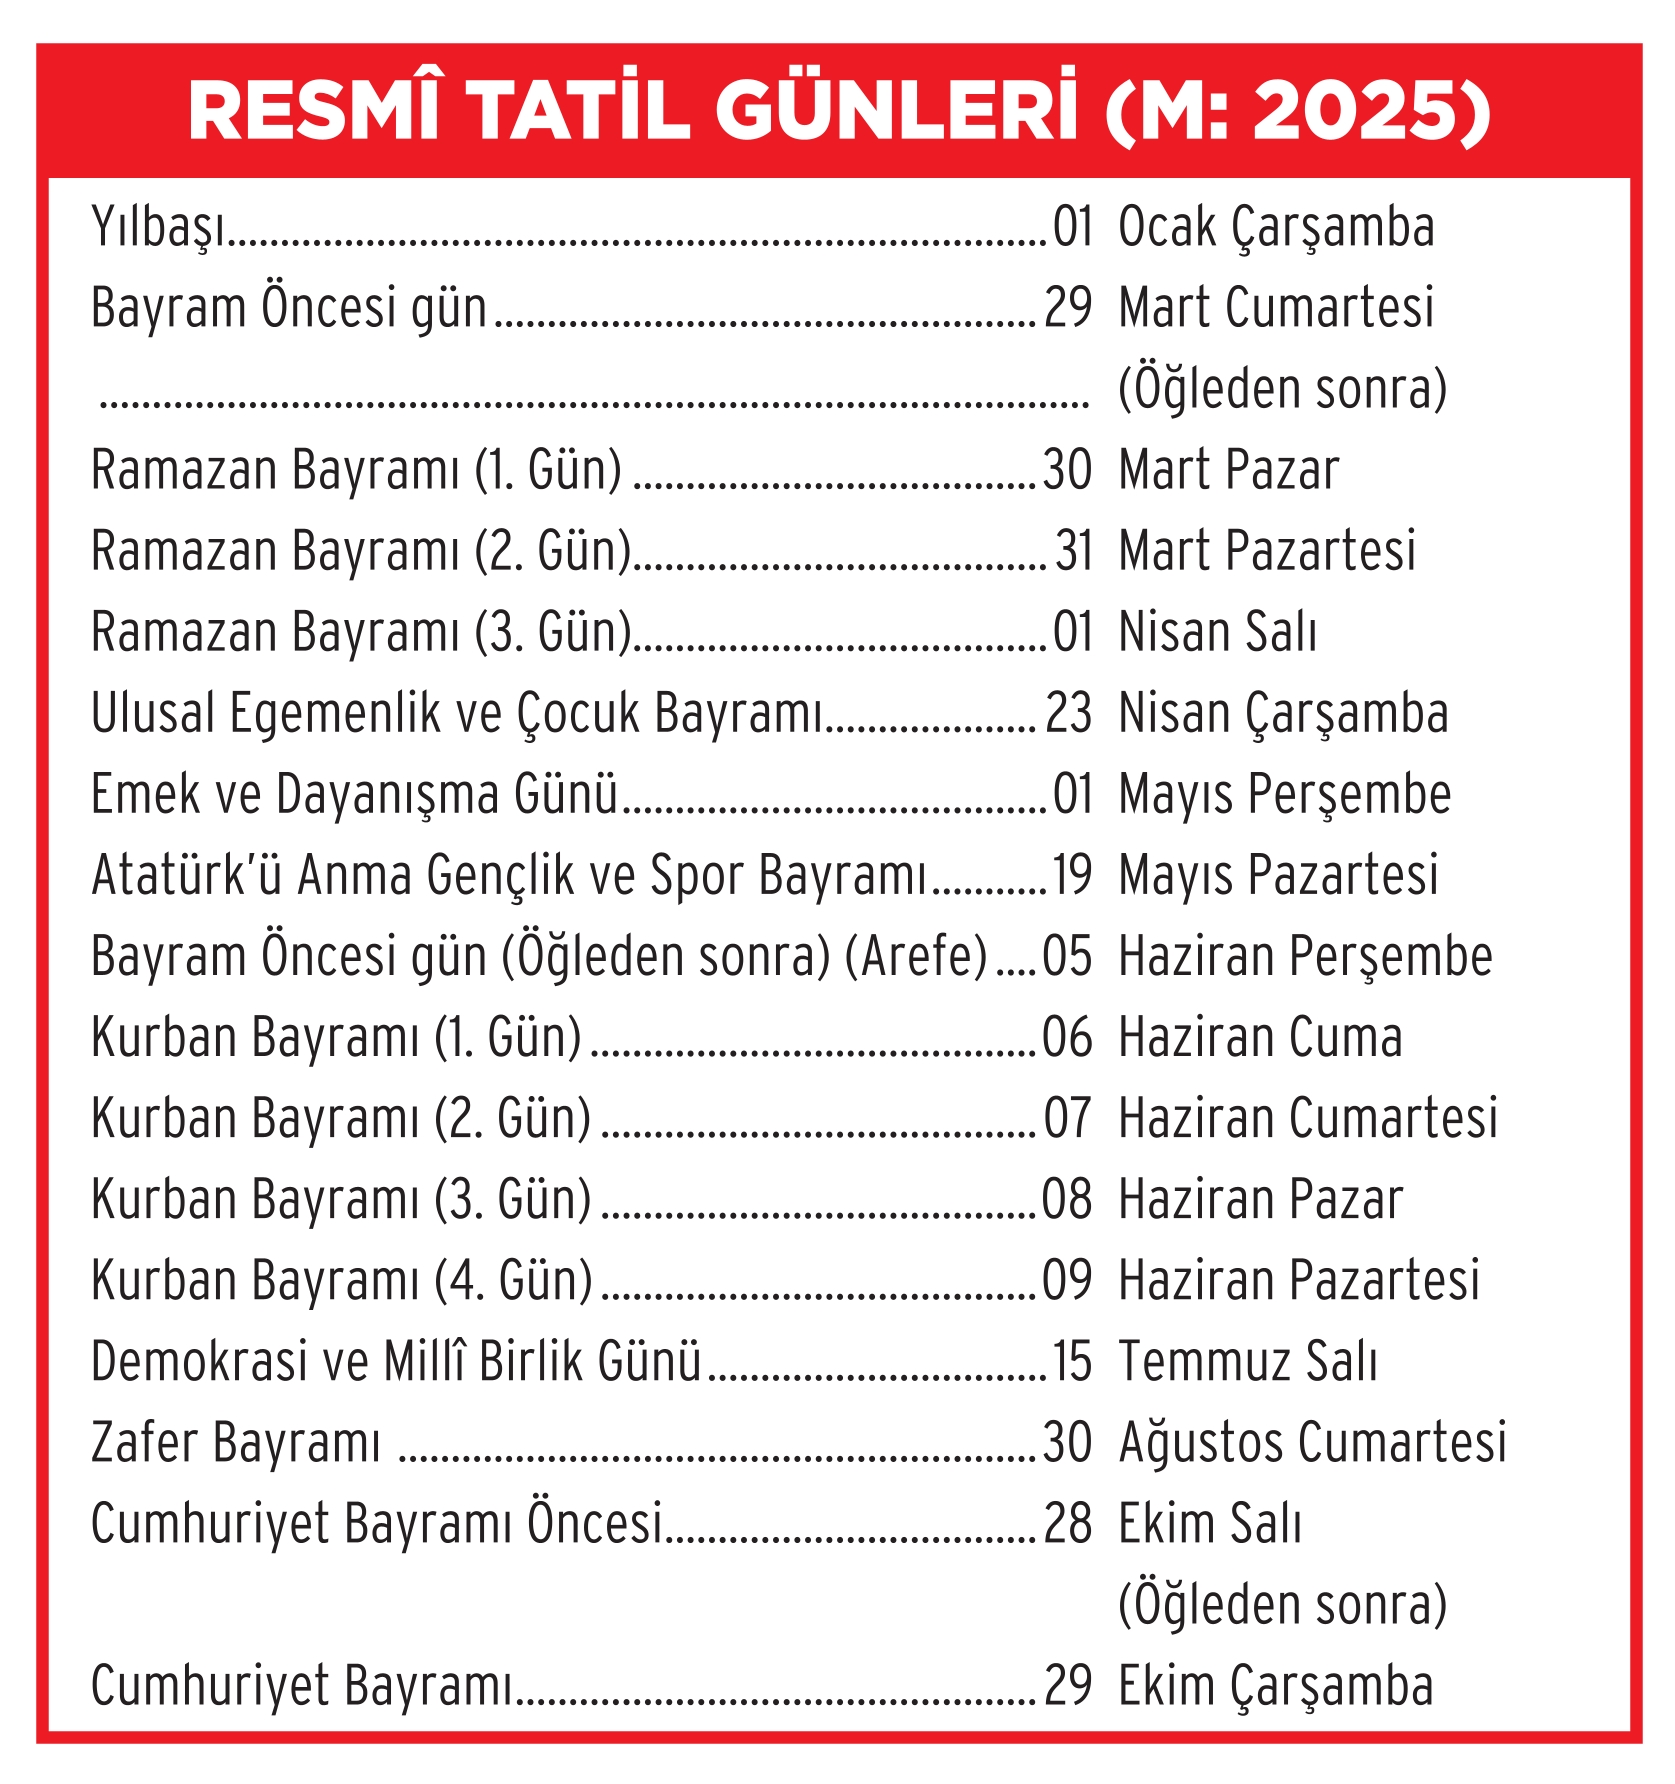 RESMÎ TATİL GÜNLERİ (M: 2025)
Yılbaşı..............................................................................01 Ocak Çarşamba
Bayram Öncesi gün...................................................29 Mart Cumartesi
.............................................................................................. (Öğleden sonra)
Ramazan Bayramı (1. Gün) ......................................30 Mart Pazar
Ramazan Bayramı (2. Gün).......................................31 Mart Pazartesi
Ramazan Bayramı (3. Gün).......................................01 Nisan Salı
Ulusal Egemenlik ve Çocuk Bayramı....................23 Nisan Çarşamba
Emek ve Dayanışma Günü........................................01 Mayıs Perşembe
Atatürk'ü Anma Gençlik ve Spor Bayramı...........19 Mayıs Pazartesi
Bayram Öncesi gün (Öğleden sonra) (Arefe)....05 Haziran Perşembe
Kurban Bayramı (1. Gün)..........................................06 Haziran Cuma
Kurban Bayramı (2. Gün) .........................................07 Haziran Cumartesi
Kurban Bayramı (3. Gün) .........................................08 Haziran Pazar
Kurban Bayramı (4. Gün).........................................09 Haziran Pazartesi
Demokrasi ve Millî Birlik Günü................................15 Temmuz Salı
Zafer Bayramı ............................................................30 Ağustos Cumartesi
Cumhuriyet Bayramı Öncesi...................................28 Ekim Salı
(Öğleden sonra)
Cumhuriyet Bayramı.................................................29 Ekim Çarşamba